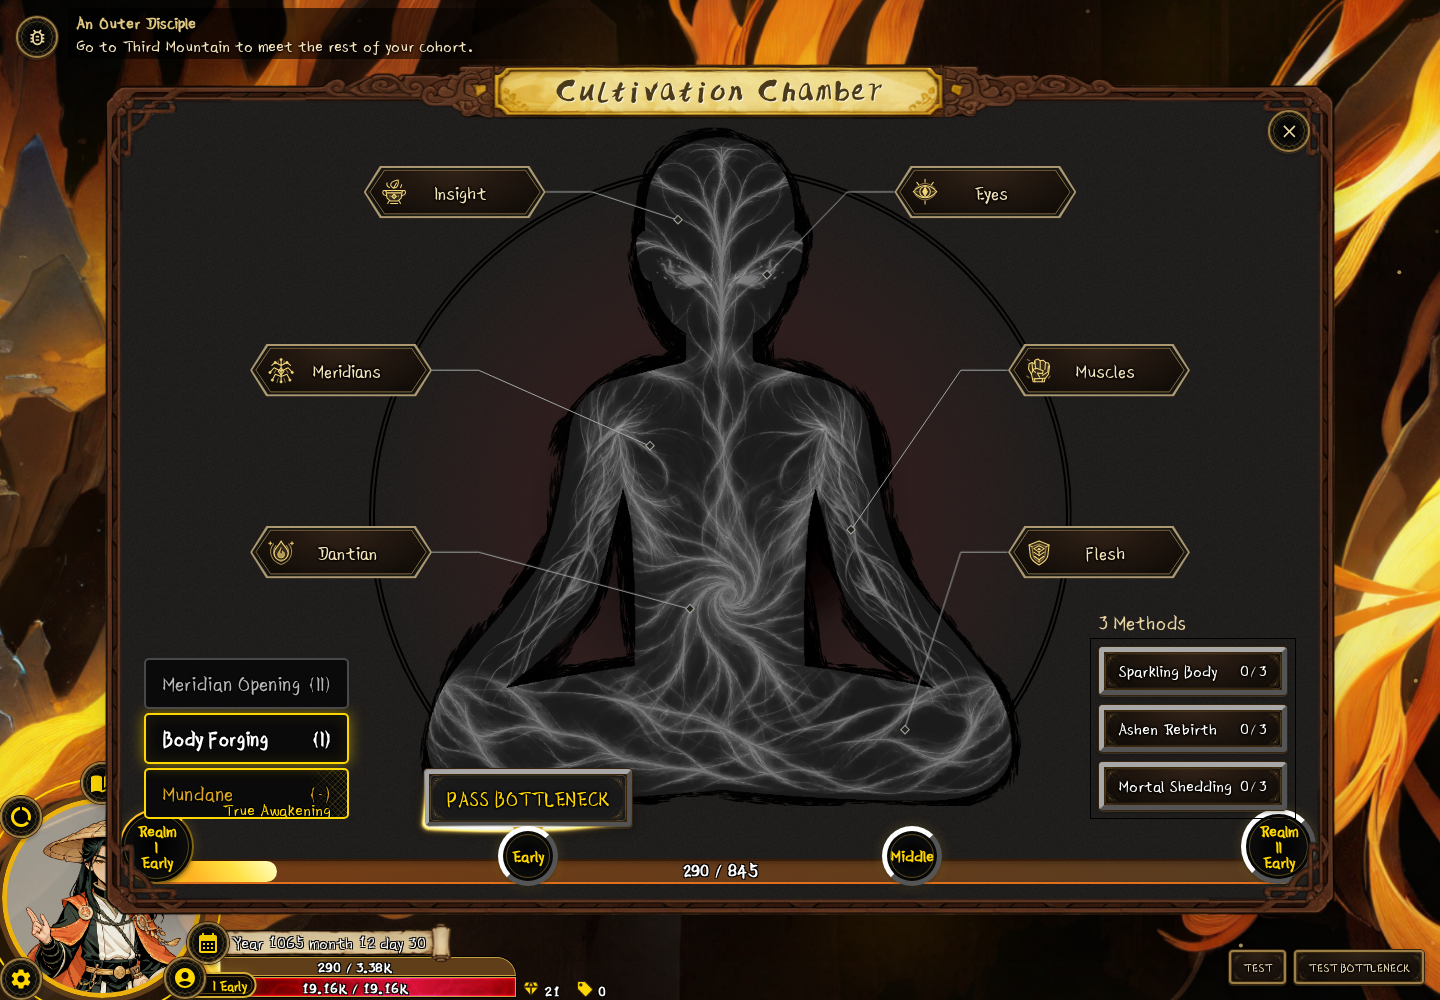 An Outer Disciple
Go to Third Mountain to meet the rest of your cohort.
Cultivation Chamber
Insight
Eyes
Meridians
Muscles
Dantian
Flesh
3 Methods
Sparkling Body 0/3
Ashen Rebirth 0/3
Mortal Shedding 0/3
Meridian Opening (II)
Body Forging (I)
Mundane (-)
True Awakening
PASS BOTTLENECK
Realm
I
Early
Early
290 / 845
Middle
Realm
II
Early
Year 1065 month 12 day 30
290 / 3.38K
I Early
19.16K / 19.16K
21
0
TEST
TEST BOTTLENECK